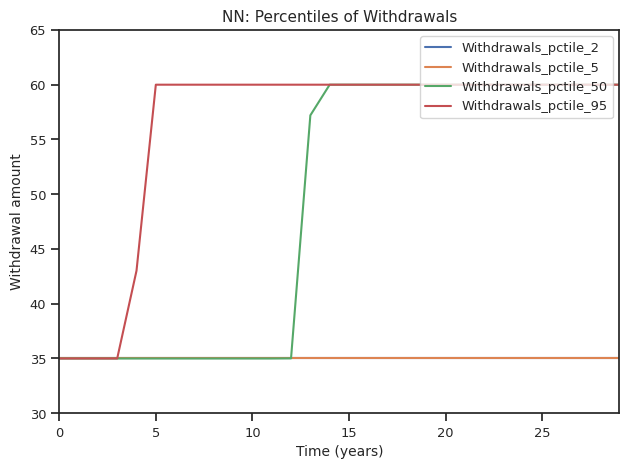 NN: Percentiles of Withdrawals
65
60
55
50
45
40
35
30
Withdrawal amount
Withdrawals_pctile_2
Withdrawals_pctile_5
Withdrawals_pctile_50
Withdrawals_pctile_95
0 5 10 15 20 25
Time (years)